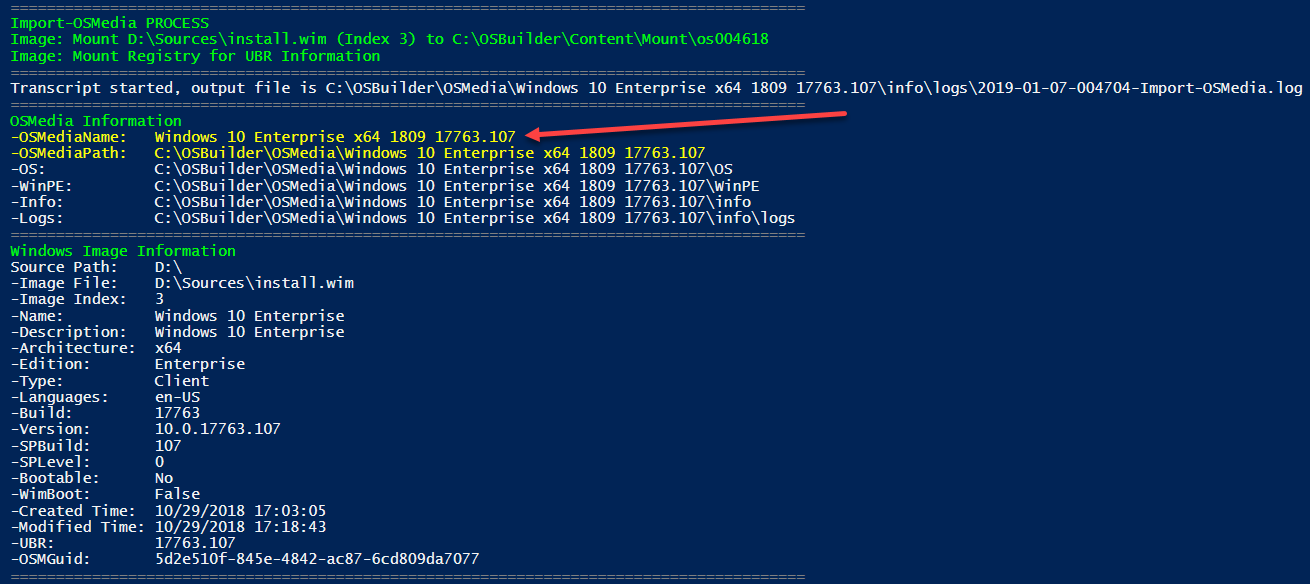 ================================================================================
Import-OSMedia PROCESS
Image: Mount D:\Sources\install.wim (Index 3) to C:\OSBuilder\Content\Mount\os004618
Image: Mount Registry for UBR Information
================================================================================
Transcript started, output file is C:\OSBuilder\OSMedia\Windows 10 Enterprise x64 1809 17763.107\info\logs\2019-01-07-004704-Import-OSMedia.log
================================================================================
OSMedia Information
-OSMediaName:   Windows 10 Enterprise x64 1809 17763.107
-OSMediaPath:   C:\OSBuilder\OSMedia\Windows 10 Enterprise x64 1809 17763.107
-OS:            C:\OSBuilder\OSMedia\Windows 10 Enterprise x64 1809 17763.107\OS
-WinPE:         C:\OSBuilder\OSMedia\Windows 10 Enterprise x64 1809 17763.107\WinPE
-Info:          C:\OSBuilder\OSMedia\Windows 10 Enterprise x64 1809 17763.107\info
-Logs:          C:\OSBuilder\OSMedia\Windows 10 Enterprise x64 1809 17763.107\info\logs
================================================================================
Windows Image Information
Source Path:    D:\
-Image File:    D:\Sources\install.wim
-Image Index:   3
-Name:          Windows 10 Enterprise
-Description:   Windows 10 Enterprise
-Architecture:  x64
-Edition:       Enterprise
-Type:          Client
-Languages:     en-US
-Build:         17763
-Version:       10.0.17763.107
-SPBuild:       107
-SPLevel:       0
-Bootable:      No
-WimBoot:       False
-Created Time:  10/29/2018 17:03:05
-Modified Time: 10/29/2018 17:18:43
-UBR:           17763.107
-OSMGuid:       5d2e510f-845e-4842-ac87-6cd809da7077
================================================================================